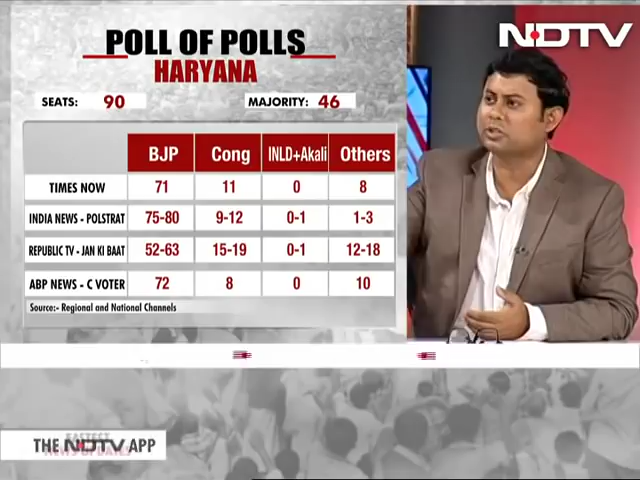 NDTV
POLL OF POLLS
HARYANA
SEATS: 90 MAJORITY: 46
BJP Cong INLD+Akali Others
TIMES NOW 71 11 0 8
INDIA NEWS - POLSTRAT 75-80 9-12 0-1 1-3
REPUBLIC TV - JAN KI BAAT 52-63 15-19 0-1 12-18
ABP NEWS - C VOTER 72 8 0 10
Source:- Regional and National Channels
THE NDTV APP